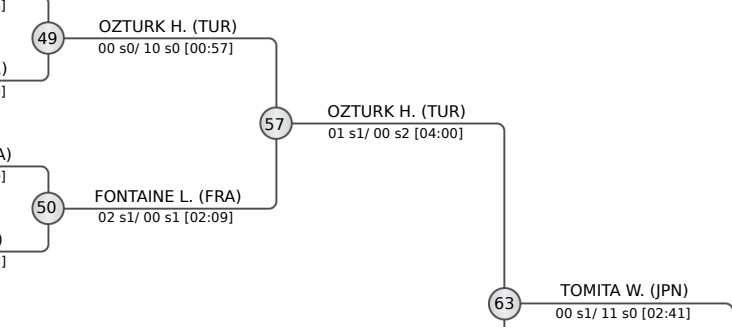 ]
49
OZTURK H. (TUR)
00 s0/ 10 s0 [00:57]
)
]
57
OZTURK H. (TUR)
01 s1/ 00 s2 [04:00]
A)
]
50
FONTAINE L. (FRA)
02 s1/ 00 s1 [02:09]
)
]
63
TOMITA W. (JPN)
00 s1/ 11 s0 [02:41]